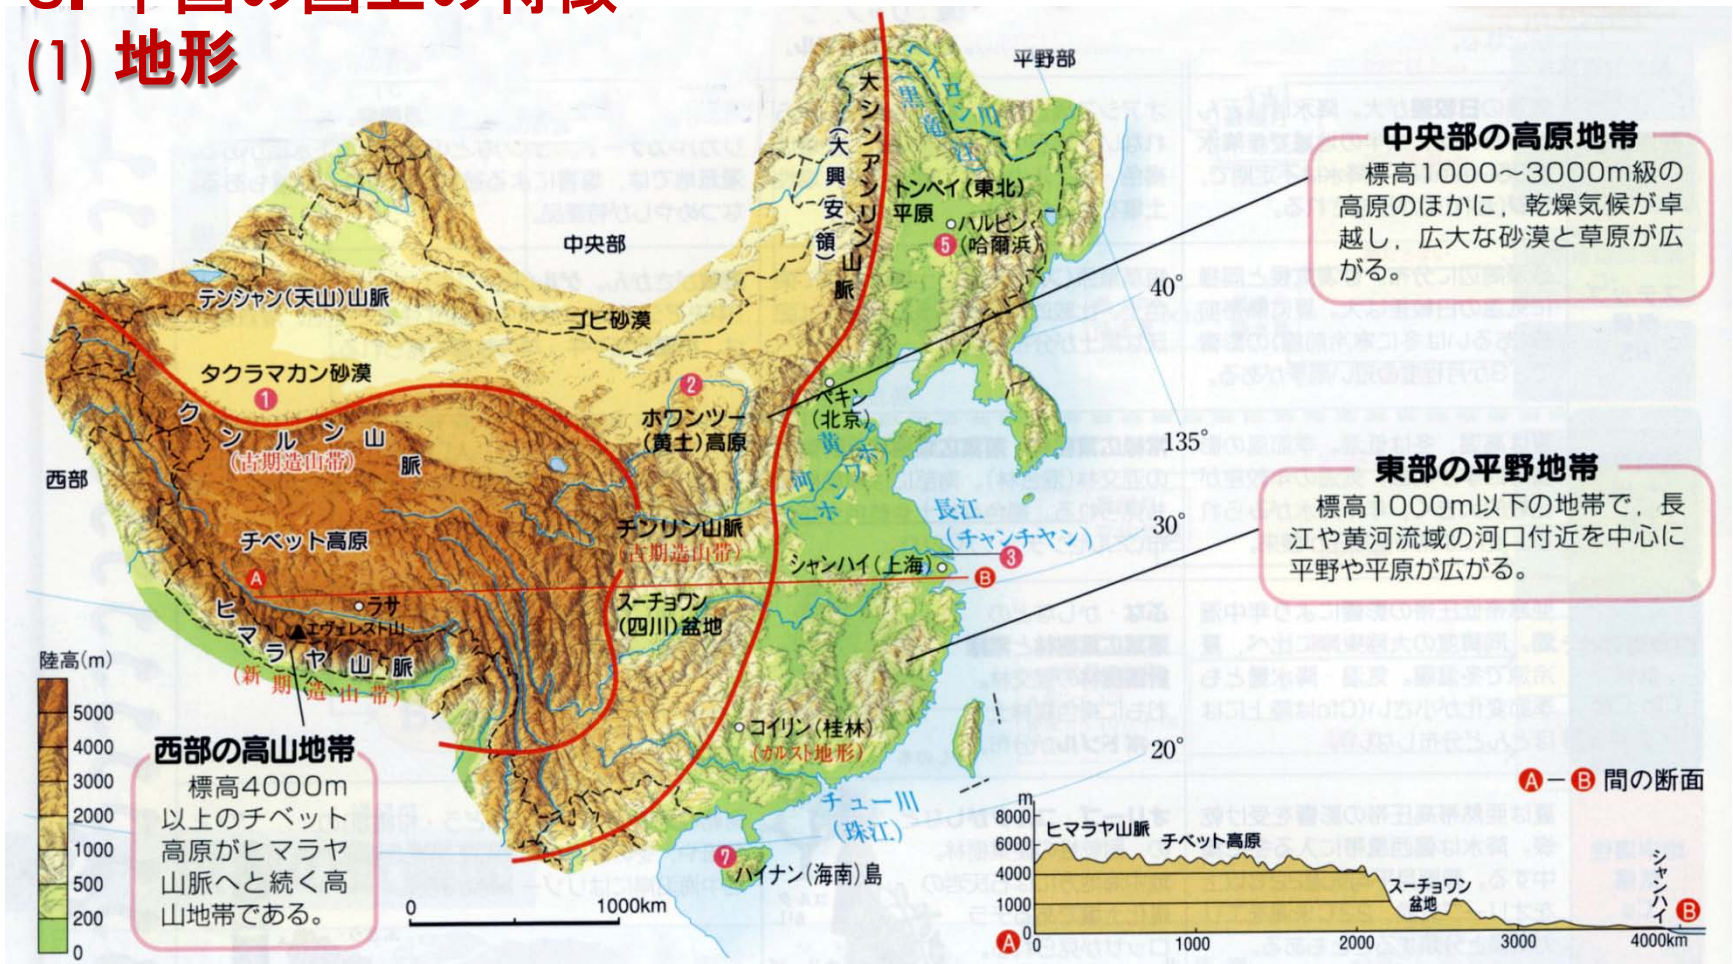 (1) 地形
平野部
中央部
西部
大シンアンリン山脈
(大興安領)
ヘイロン川
黒竜江
トンペイ(東北)
平原
ハルビン
(哈爾浜)
5
テンシャン(天山)山脈
ゴビ砂漠
タクラマカン砂漠
1
2
クンルン山脈
(古期造山帯)
ホワンツー
(黄土)高原
ペキン
(北京)
黄河
ホワンホー
チベット高原
チンリン山脈
(古期造山帯)
長江
(チャンチヤン)
3
シャンハイ(上海)
A
B
ラサ
エヴェレスト山
ヒマラヤ山脈
(新期造山帯)
スーチョワン
(四川)盆地
コイリン(桂林)
(カルスト地形)
チュー川
(珠江)
7
ハイナン(海南)島
40°
135°
30°
20°
中央部の高原地帯
標高1000~3000m級の
高原のほかに，乾燥気候が卓
越し，広大な砂漠と草原が広
がる。
東部の平野地帯
標高1000m以下の地帯で，長
江や黄河流域の河口付近を中心に
平野や平原が広がる。
西部の高山地帯
標高4000m
以上のチベット
高原がヒマラヤ
山脈へと続く高
山地帯である。
陸高(m)
5000
4000
3000
2000
1000
500
200
0
0 1000km
A－B 間の断面
m
8000
6000
4000
1000
0
ヒマラヤ山脈 チベット高原
スーチョワン
盆地
シャンハイ
A
B
1000 2000 3000 4000km